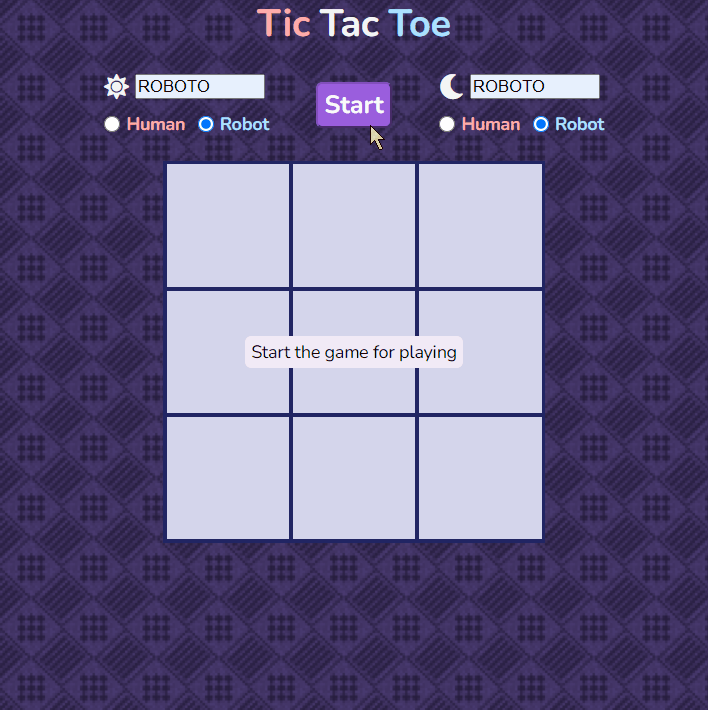 Tic Tac Toe
ROBOTO
Human Robot
Start
ROBOTO
Human Robot
Start the game for playing